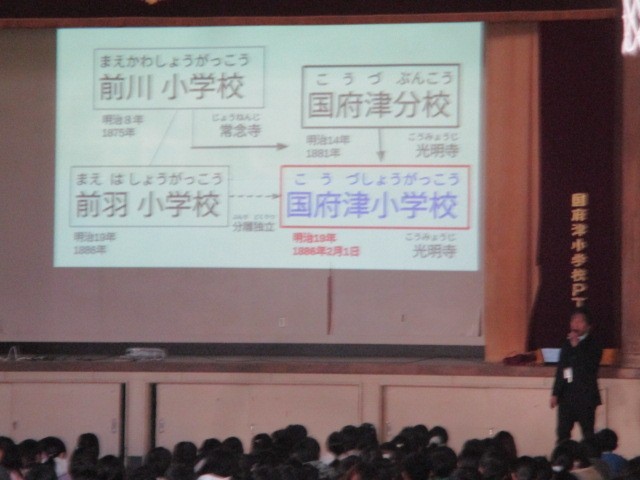 まえかわしょうがっこう
前川 小学校
明治8年
1875年
じょうねんじ
常念寺
こうづ ぶんこう
国府津分校
明治14年
1881年
こうみょうじ
光明寺
まえ は しょうがっこう
前羽 小学校
明治19年
1886年
ぶんり どくりつ
分離独立
こうづしょうがっこう
国府津小学校
明治19年
1886年2月1日
こうみょうじ
光明寺
国府津小学校PT